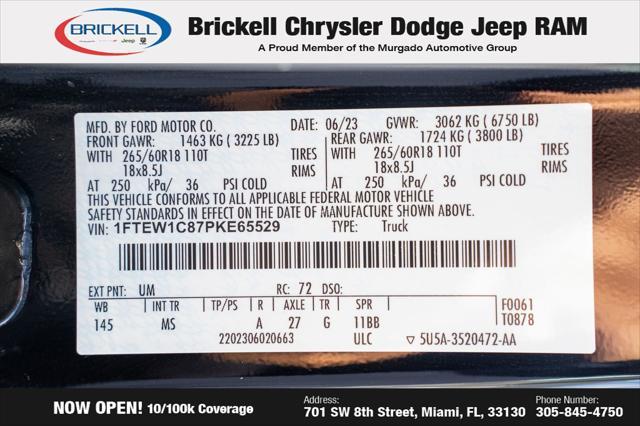 BRICKELL
Jeep
Brickell Chrysler Dodge Jeep RAM
A Proud Member of the Murgado Automotive Group
MFD. BY FORD MOTOR CO. DATE: 06/23 GVWR: 3062 KG ( 6750 LB)
FRONT GAWR: 1463 KG ( 3225 LB) REAR GAWR: 1724 KG ( 3800 LB)
WITH 265/60R18 110T TIRES WITH 265/60R18 110T TIRES
18x8.5J RIMS 18x8.5J RIMS
AT 250 kPa/ 36 PSI COLD AT 250 kPa/ 36 PSI COLD
THIS VEHICLE CONFORMS TO ALL APPLICABLE FEDERAL MOTOR VEHICLE
SAFETY STANDARDS IN EFFECT ON THE DATE OF MANUFACTURE SHOWN ABOVE.
VIN: 1FTEW1C87PKE65529 TYPE: Truck
EXT PNT: UM RC: 72 DSO:
WB INT TR TP/PS R AXLE TR SPR F0061
145 MS A 27 G 11BB T0878
2202306020663 ULC ▽ 5U5A-3520472-AA
NOW OPEN! 10/100k Coverage
Address:
701 SW 8th Street, Miami, FL, 33130
Phone Number:
305-845-4750